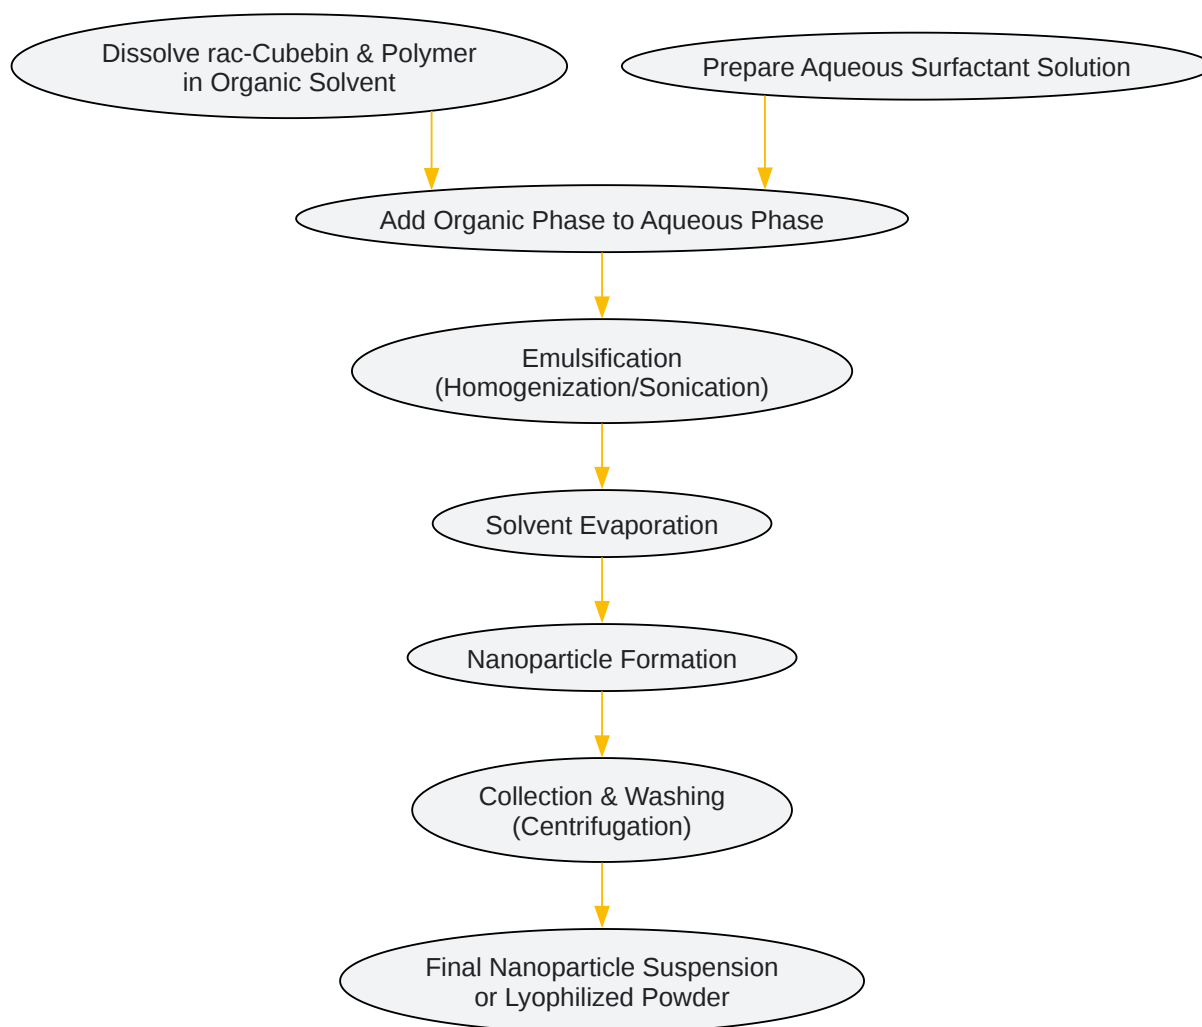 Dissolve rac-Cubebin & Polymer
in Organic Solvent
Prepare Aqueous Surfactant Solution
Add Organic Phase to Aqueous Phase
Emulsification
(Homogenization/Sonication)
Solvent Evaporation
Nanoparticle Formation
Collection & Washing
(Centrifugation)
Final Nanoparticle Suspension
or Lyophilized Powder